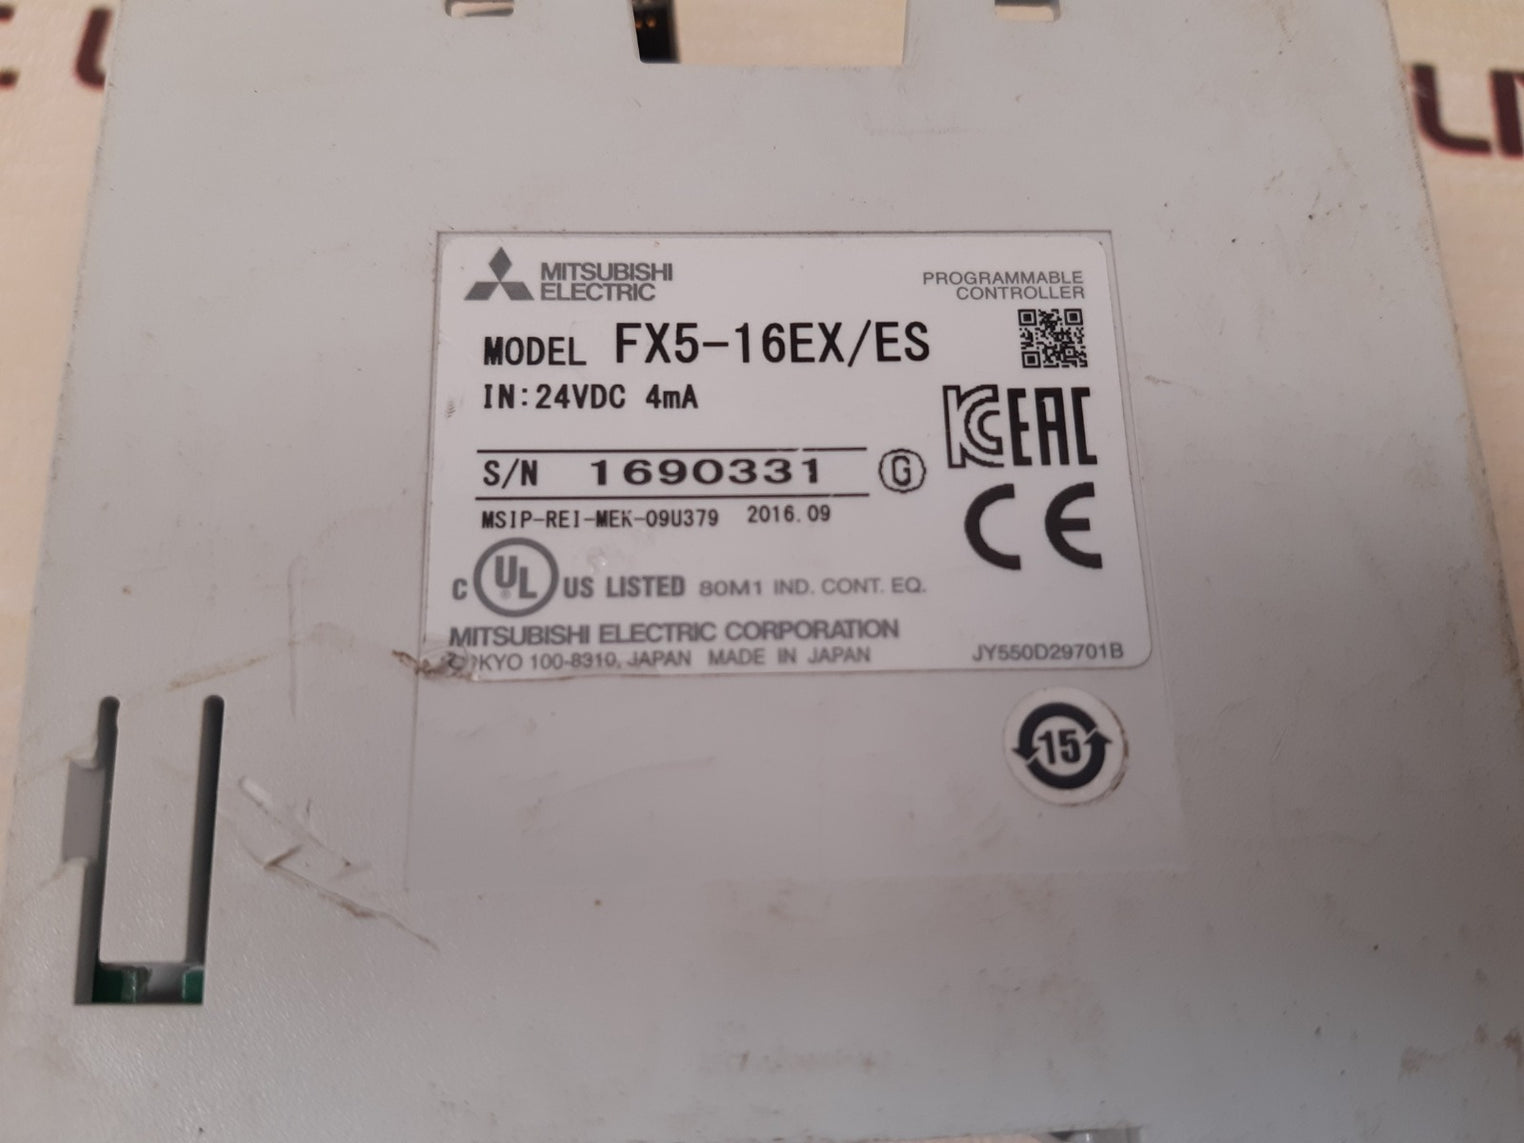 MITSUBISHI
ELECTRIC
PROGRAMMABLE
CONTROLLER
MODEL FX5-16EX/ES
IN:24VDC 4mA
S/N 1690331 G
KC EAC
CE
MSIP-REI-MEK-09U379 2016.09
C UL® US LISTED 80M1 IND. CONT. EQ.
MITSUBISHI ELECTRIC CORPORATION
KYO 100-8310, JAPAN MADE IN JAPAN JY550D29701B
15